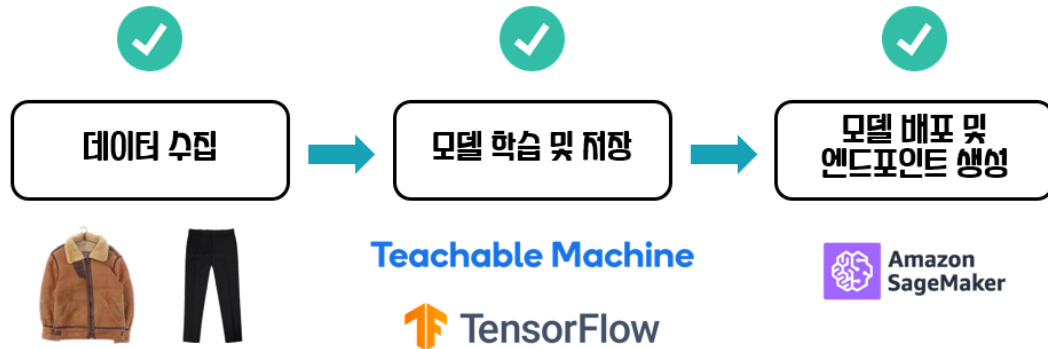 데이터 수집
모델 학습 및 저장
모델 배포 및
엔드포인트 생성
Teachable Machine
TensorFlow
Amazon
SageMaker